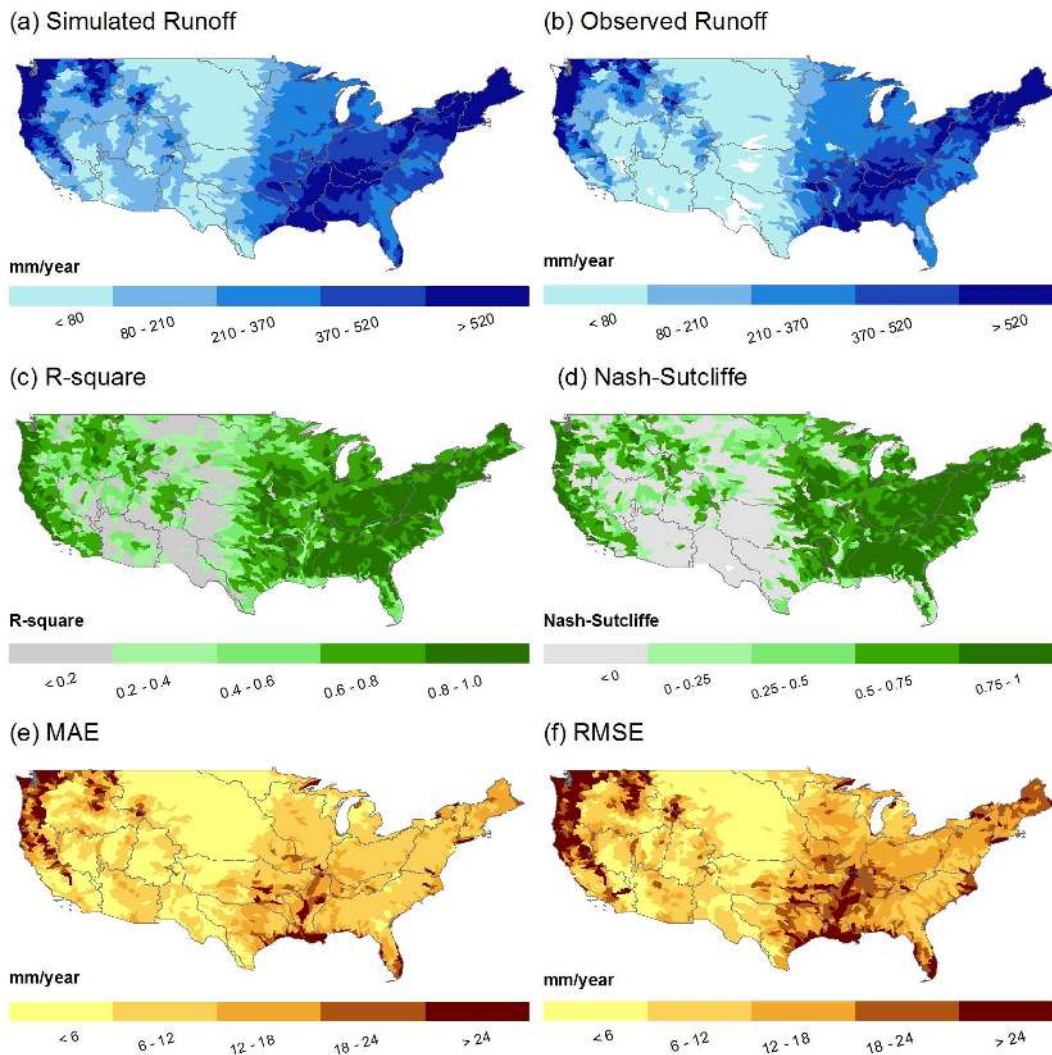 (a) Simulated Runoff
(b) Observed Runoff
mm/year
mm/year
< 80
80 - 210
210 - 370
370 - 520
> 520
< 80
80 - 210
210 - 370
370 - 520
> 520
(c) R-square
(d) Nash-Sutcliffe
R-square
Nash-Sutcliffe
< 0.2
0.2 - 0.4
0.4 - 0.6
0.6 - 0.8
0.8 - 1.0
< 0
0 - 0.25
0.25 - 0.5
0.5 - 0.75
0.75 - 1
(e) MAE
(f) RMSE
mm/year
mm/year
< 6
6 - 12
12 - 18
18 - 24
> 24
< 6
6 - 12
12 - 18
18 - 24
> 24